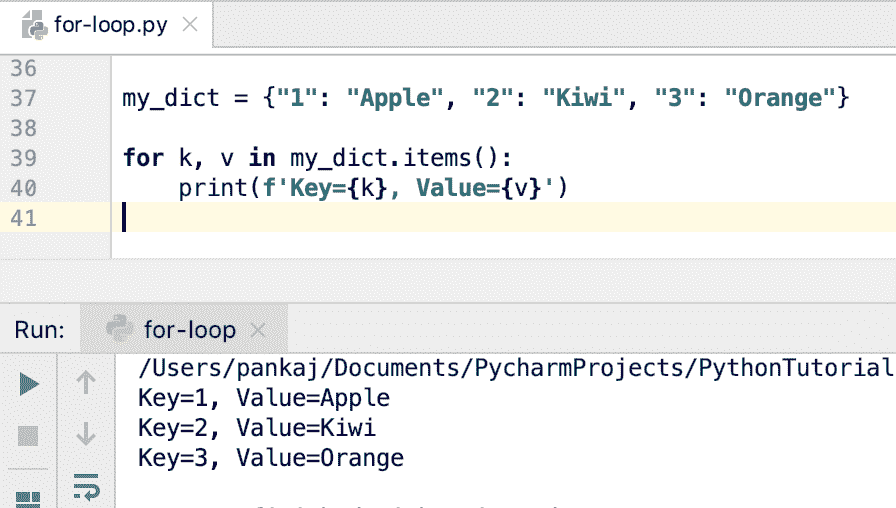 for-loop.py
36
37 my_dict = {"1": "Apple", "2": "Kiwi", "3": "Orange"}
38
39 for k, v in my_dict.items():
40     print(f'Key={k}, Value={v}')
41
Run: for-loop
/Users/pankaj/Documents/PycharmProjects/PythonTutorial
Key=1, Value=Apple
Key=2, Value=Kiwi
Key=3, Value=Orange